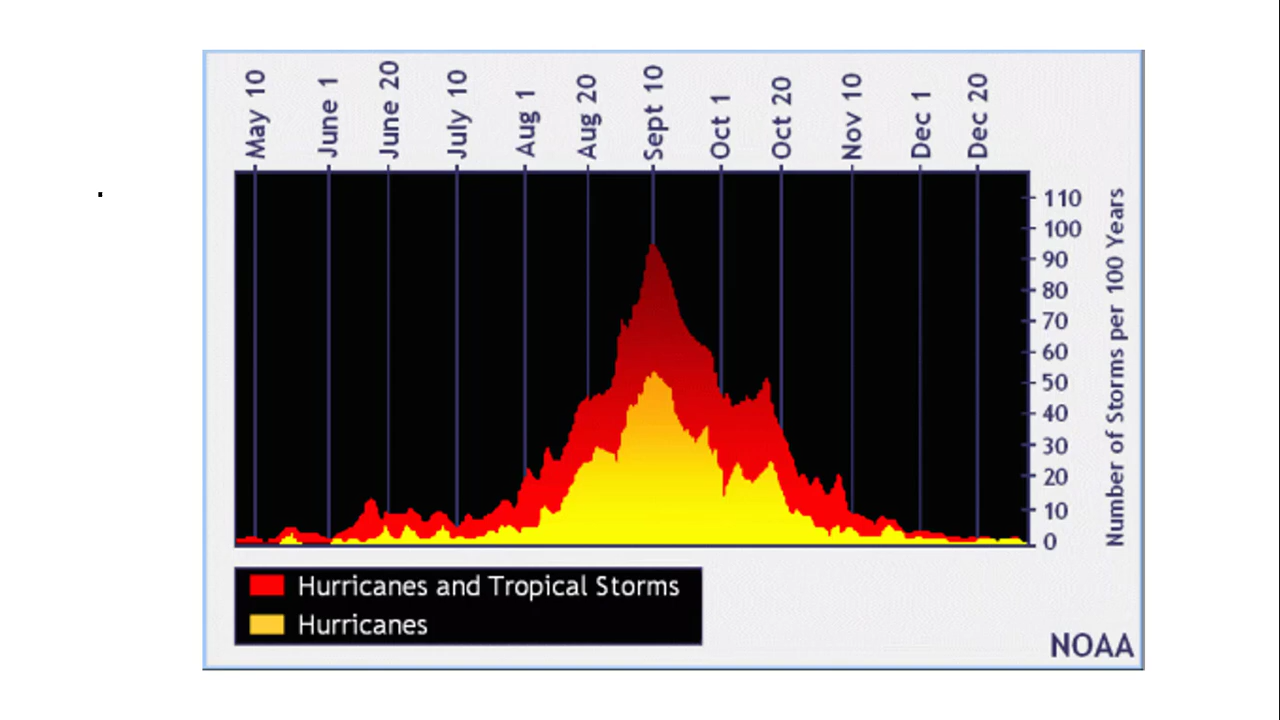 May 10
June 1
June 20
July 10
Aug 1
Aug 20
Sept 10
Oct 1
Oct 20
Nov 10
Dec 1
Dec 20
110
100
90
80
70
60
50
40
30
20
10
0
Number of Storms per 100 Years
Hurricanes and Tropical Storms
Hurricanes
NOAA
.